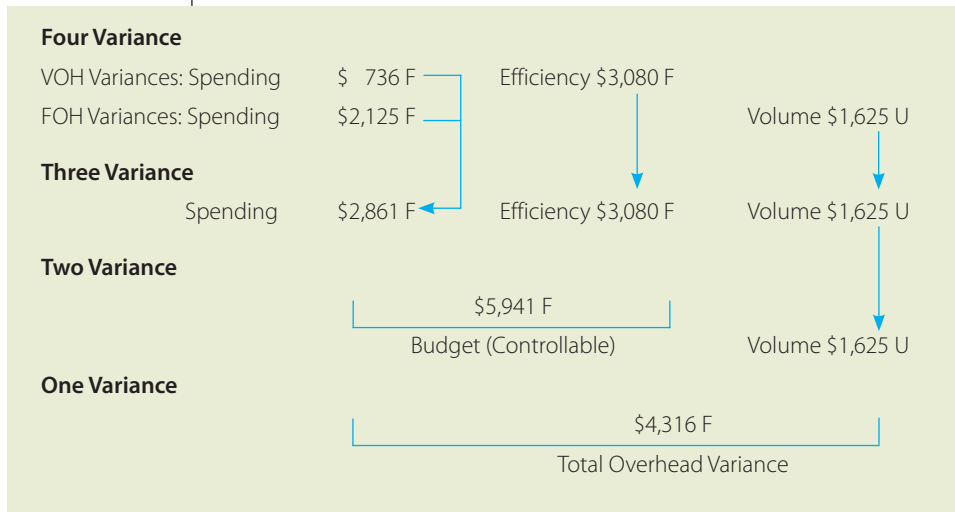 Four Variance
VOH Variances: Spending $ 736 F Efficiency $3,080 F
FOH Variances: Spending $2,125 F Volume $1,625 U
Three Variance
Spending $2,861 F Efficiency $3,080 F Volume $1,625 U
Two Variance
$5,941 F
Budget (Controllable) Volume $1,625 U
One Variance
$4,316 F
Total Overhead Variance